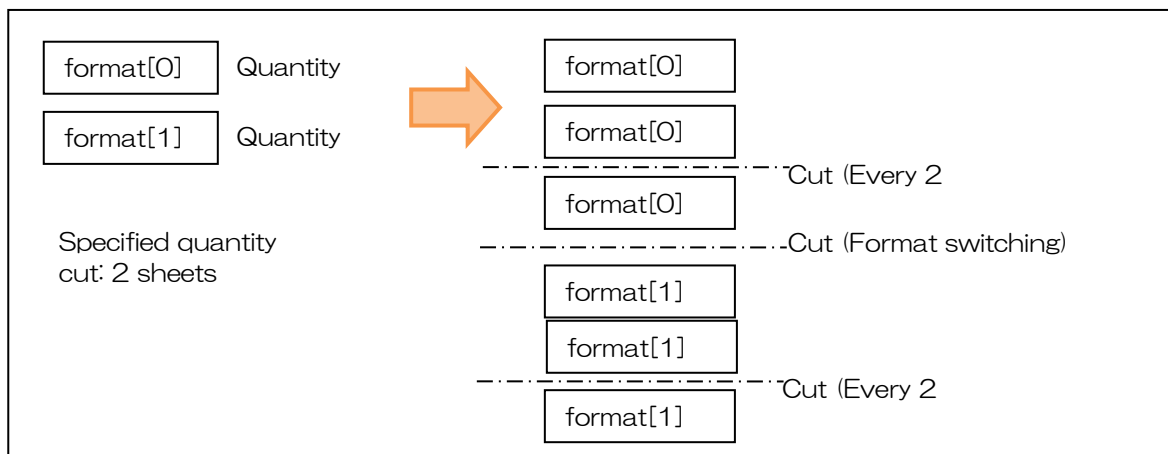 format[0] Quantity
format[1] Quantity
Specified quantity
cut: 2 sheets
format[0]
format[0]
Cut (Every 2
format[0]
Cut (Format switching)
format[1]
format[1]
Cut (Every 2
format[1]